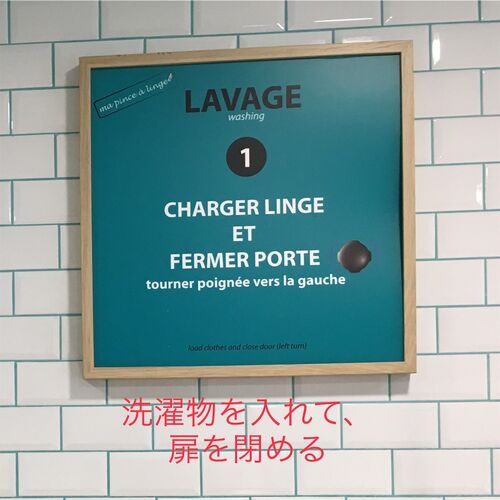 ma pince à linge
LAVAGE
washing
1
CHARGER LINGE
ET
FERMER PORTE
tourner poignée vers la gauche
load clothes and close door (left turn)
洗濯物を入れて、
扉を閉める